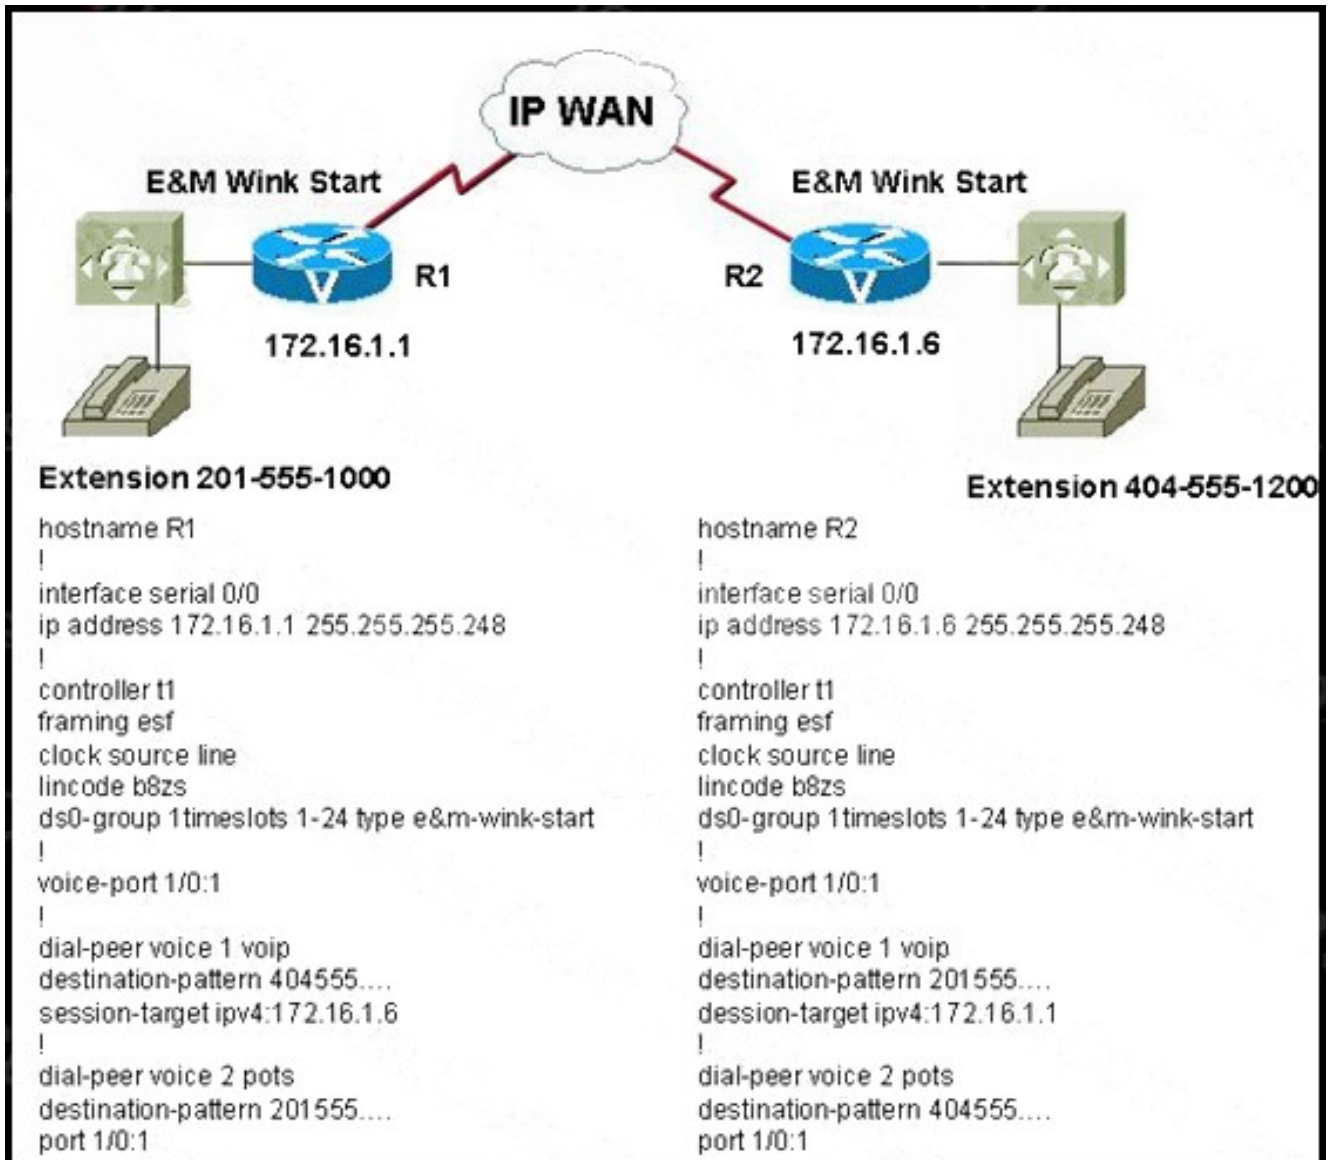 IP WAN
E&M Wink Start
E&M Wink Start
R1
R2
172.16.1.1
172.16.1.6
Extension 201-555-1000
Extension 404-555-1200
hostname R1
!
interface serial 0/0
ip address 172.16.1.1 255.255.255.248
!
controller t1
framing esf
clock source line
lincode b8zs
ds0-group 1timeslots 1-24 type e&m-wink-start
!
voice-port 1/0:1
!
dial-peer voice 1 voip
destination-pattern 404555....
session-target ipv4:172.16.1.6
!
dial-peer voice 2 pots
destination-pattern 201555....
port 1/0:1
hostname R2
!
interface serial 0/0
ip address 172.16.1.6 255.255.255.248
!
controller t1
framing esf
clock source line
lincode b8zs
ds0-group 1timeslots 1-24 type e&m-wink-start
!
voice-port 1/0:1
!
dial-peer voice 1 voip
destination-pattern 201555....
dession-target ipv4:172.16.1.1
!
dial-peer voice 2 pots
destination-pattern 404555....
port 1/0:1